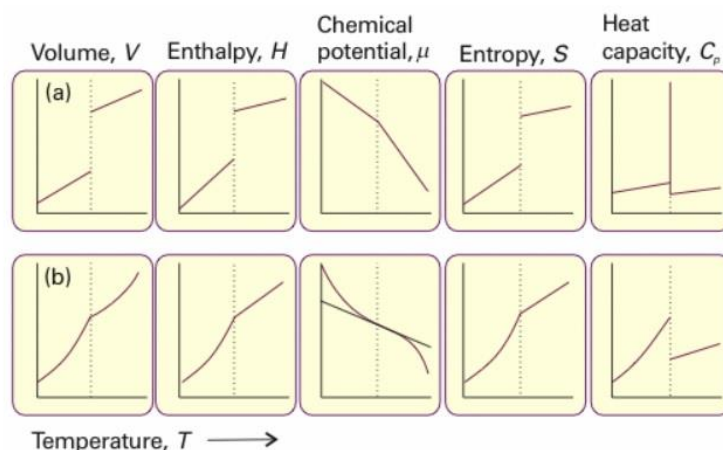 Volume, V
Enthalpy, H
Chemical
potential, μ
Entropy, S
Heat
capacity, Cp
(a)
(b)
Temperature, T